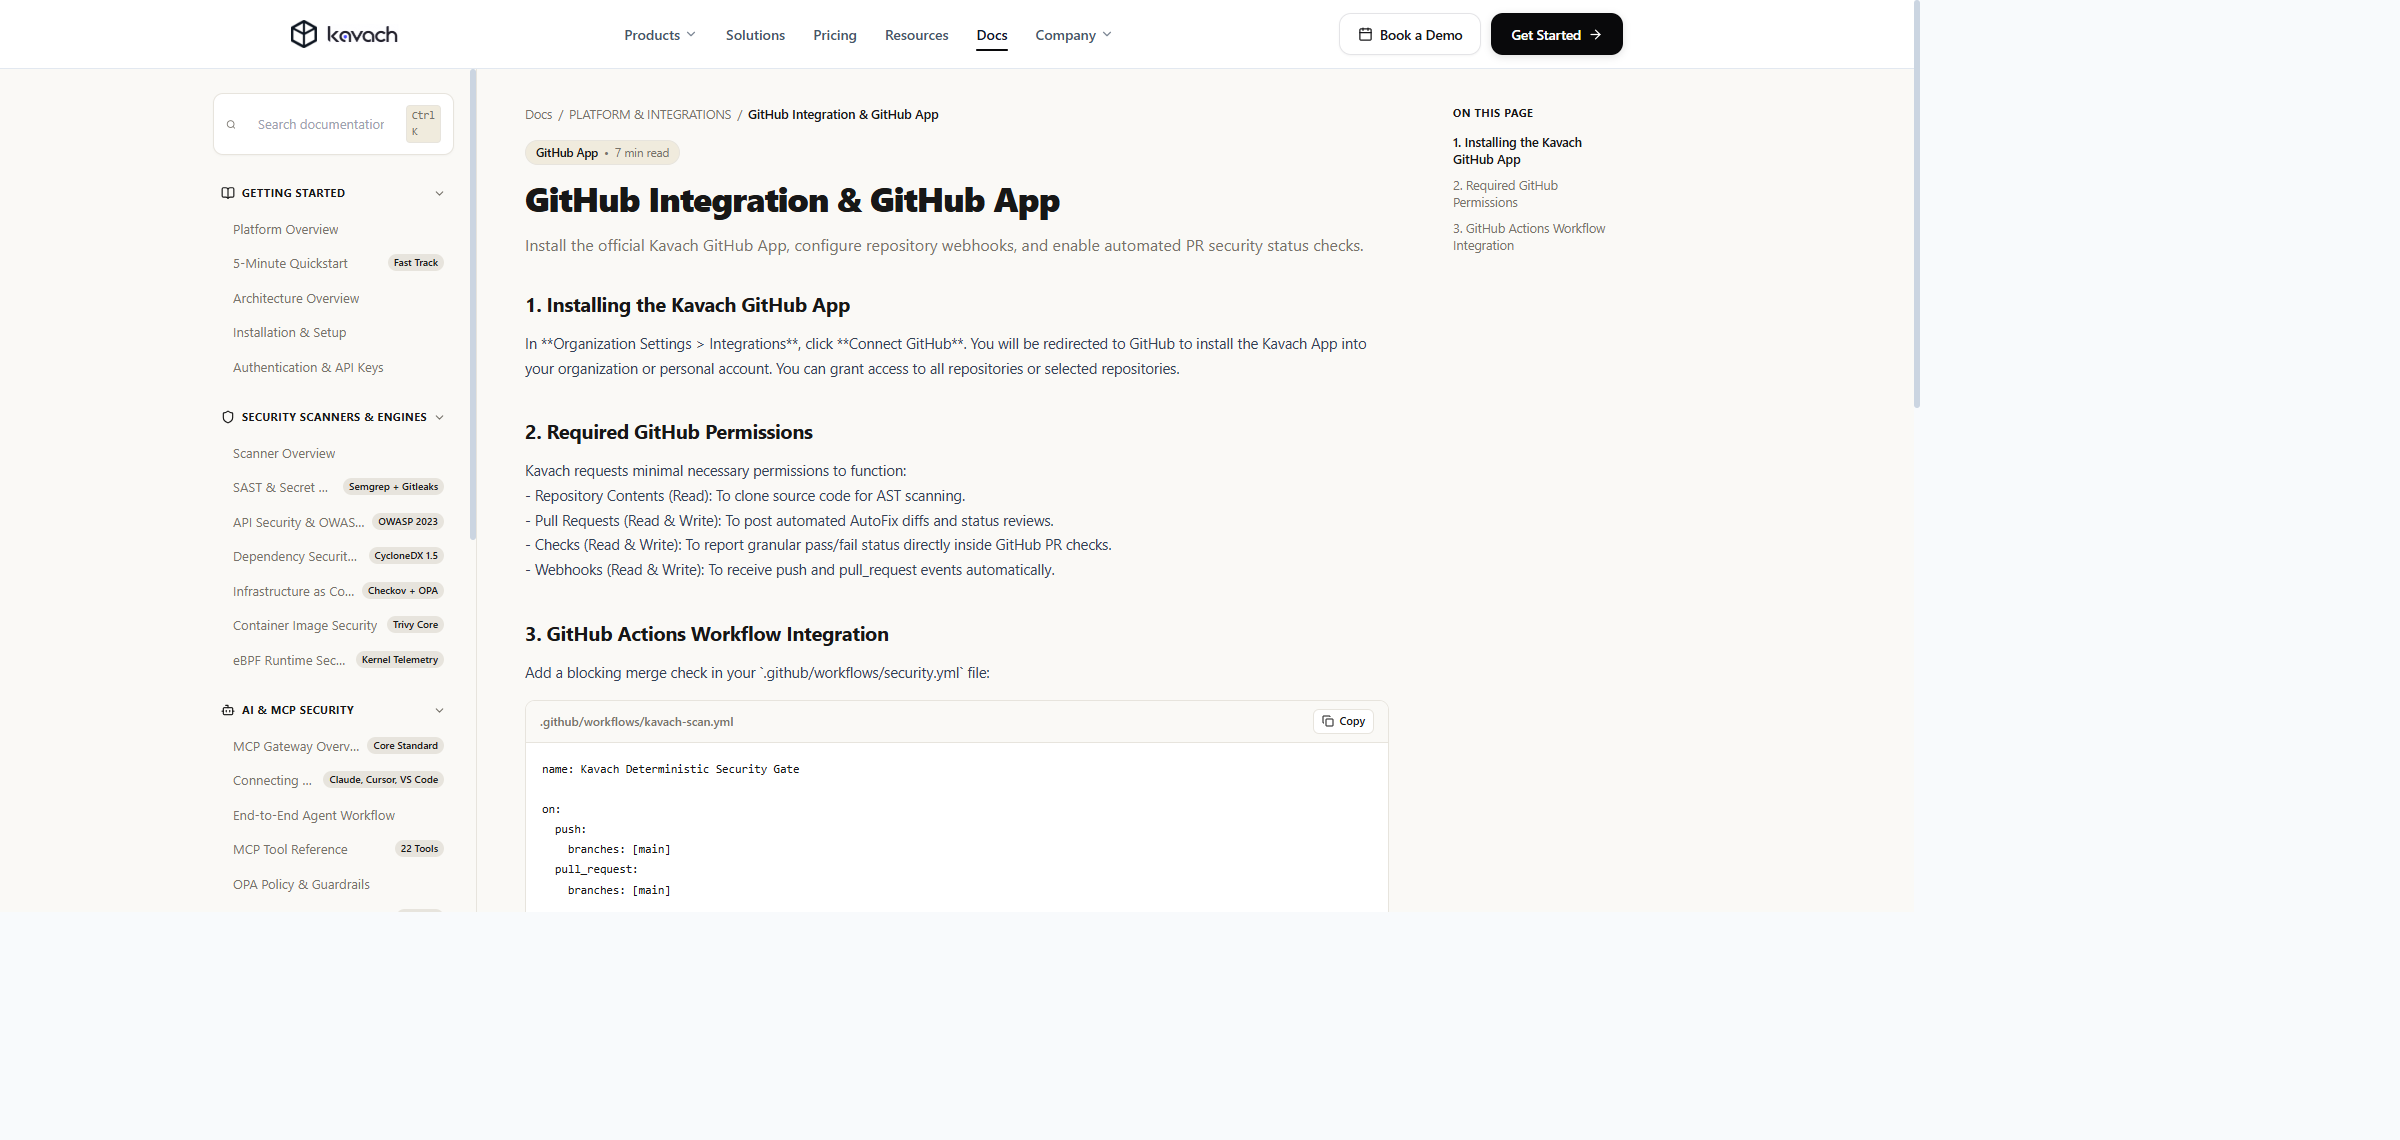 kavach
Products
Solutions
Pricing
Resources
Docs
Company
Book a Demo
Get Started
Search documentation
Ctrl
K
GETTING STARTED
Platform Overview
5-Minute Quickstart
Fast Track
Architecture Overview
Installation & Setup
Authentication & API Keys
SECURITY SCANNERS & ENGINES
Scanner Overview
SAST & Secret ...
Semgrep + Gitleaks
API Security & OWAS...
OWASP 2023
Dependency Securit...
CycloneDX 1.5
Infrastructure as Co...
Checkov + OPA
Container Image Security
Trivy Core
eBPF Runtime Sec...
Kernel Telemetry
AI & MCP SECURITY
MCP Gateway Overv...
Core Standard
Connecting ...
Claude, Cursor, VS Code
End-to-End Agent Workflow
MCP Tool Reference
22 Tools
OPA Policy & Guardrails
Docs / PLATFORM & INTEGRATIONS / GitHub Integration & GitHub App
GitHub App • 7 min read
GitHub Integration & GitHub App
Install the official Kavach GitHub App, configure repository webhooks, and enable automated PR security status checks.
1. Installing the Kavach GitHub App
In **Organization Settings > Integrations**, click **Connect GitHub**. You will be redirected to GitHub to install the Kavach App into
your organization or personal account. You can grant access to all repositories or selected repositories.
2. Required GitHub Permissions
Kavach requests minimal necessary permissions to function:
- Repository Contents (Read): To clone source code for AST scanning.
- Pull Requests (Read & Write): To post automated AutoFix diffs and status reviews.
- Checks (Read & Write): To report granular pass/fail status directly inside GitHub PR checks.
- Webhooks (Read & Write): To receive push and pull_request events automatically.
3. GitHub Actions Workflow Integration
Add a blocking merge check in your `.github/workflows/security.yml` file:
.github/workflows/kavach-scan.yml
Copy
name: Kavach Deterministic Security Gate
on:
  push:
    branches: [main]
  pull_request:
    branches: [main]
ON THIS PAGE
1. Installing the Kavach
GitHub App
2. Required GitHub
Permissions
3. GitHub Actions Workflow
Integration